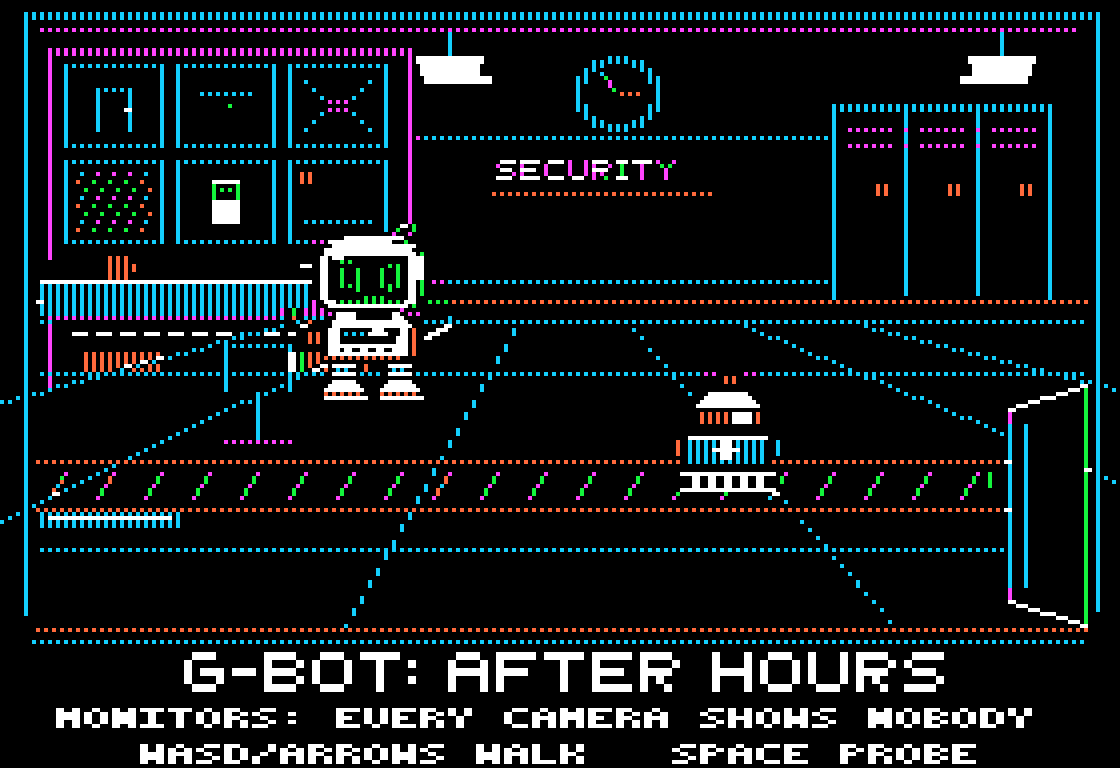 SECURITY
G-BOT: AFTER HOURS
MONITORS: EVERY CAMERA SHOWS NOBODY
WASD/ARROWS WALK    SPACE PROBE